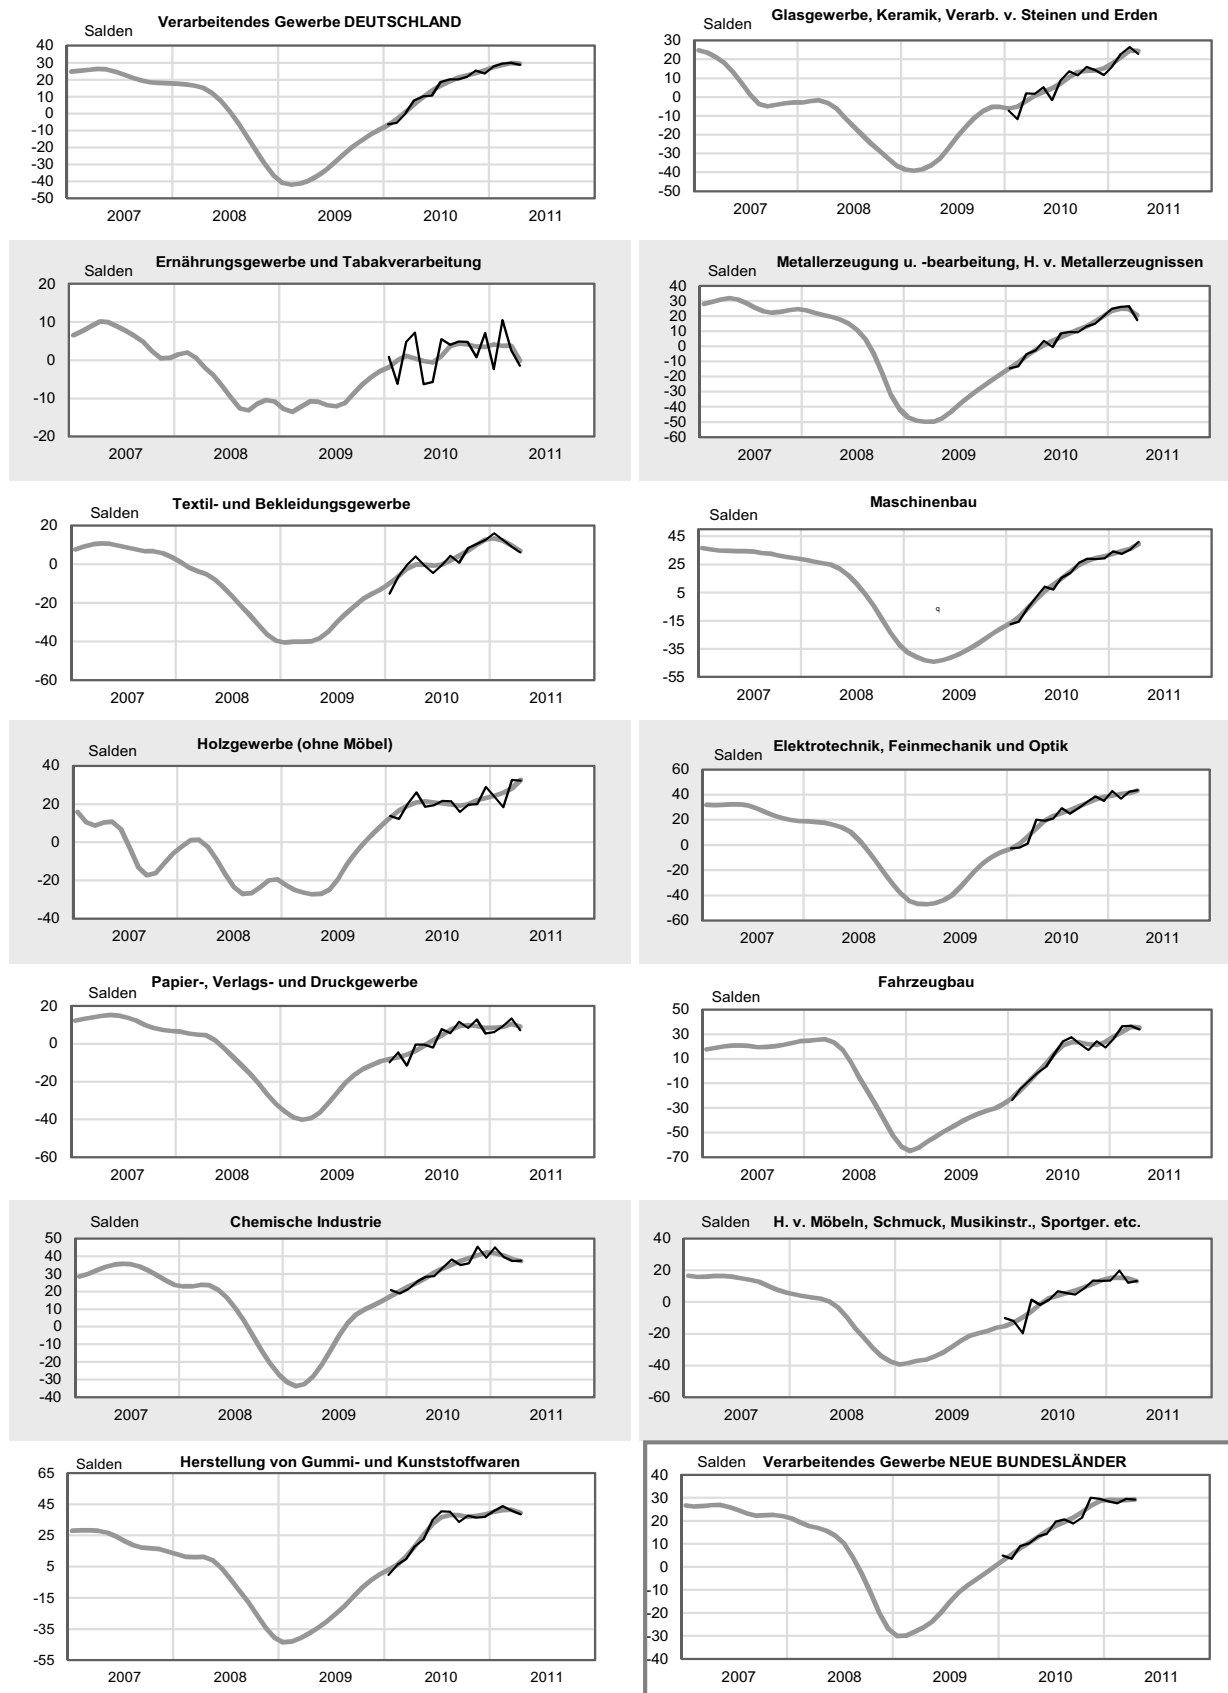 Verarbeitendes Gewerbe DEUTSCHLAND
Salden
40
30
20
10
0
-10
-20
-30
-40
-50
2007 2008 2009 2010 2011
Glasgewerbe, Keramik, Verarb. v. Steinen und Erden
Salden
30
20
10
0
-10
-20
-30
-40
-50
2007 2008 2009 2010 2011
Ernährungsgewerbe und Tabakverarbeitung
Salden
20
10
0
-10
-20
2007 2008 2009 2010 2011
Metallerzeugung u. -bearbeitung, H. v. Metallerzeugnissen
Salden
40
30
20
10
0
-10
-20
-30
-40
-50
-60
2007 2008 2009 2010 2011
Textil- und Bekleidungsgewerbe
Salden
20
0
-20
-40
-60
2007 2008 2009 2010 2011
Maschinenbau
Salden
45
25
5
-15
-35
-55
q
2007 2008 2009 2010 2011
Holzgewerbe (ohne Möbel)
Salden
40
20
0
-20
-40
2007 2008 2009 2010 2011
Elektrotechnik, Feinmechanik und Optik
Salden
60
40
20
0
-20
-40
-60
2007 2008 2009 2010 2011
Papier-, Verlags- und Druckgewerbe
Salden
20
0
-20
-40
-60
2007 2008 2009 2010 2011
Fahrzeugbau
Salden
50
30
10
-10
-30
-50
-70
2007 2008 2009 2010 2011
Salden Chemische Industrie
50
40
30
20
10
0
-10
-20
-30
-40
2007 2008 2009 2010 2011
Salden H. v. Möbeln, Schmuck, Musikinstr., Sportger. etc.
40
20
0
-20
-40
-60
2007 2008 2009 2010 2011
Salden Herstellung von Gummi- und Kunststoffwaren
65
45
25
5
-15
-35
-55
2007 2008 2009 2010 2011
Salden Verarbeitendes Gewerbe NEUE BUNDESLÄNDER
40
30
20
10
0
-10
-20
-30
-40
2007 2008 2009 2010 2011